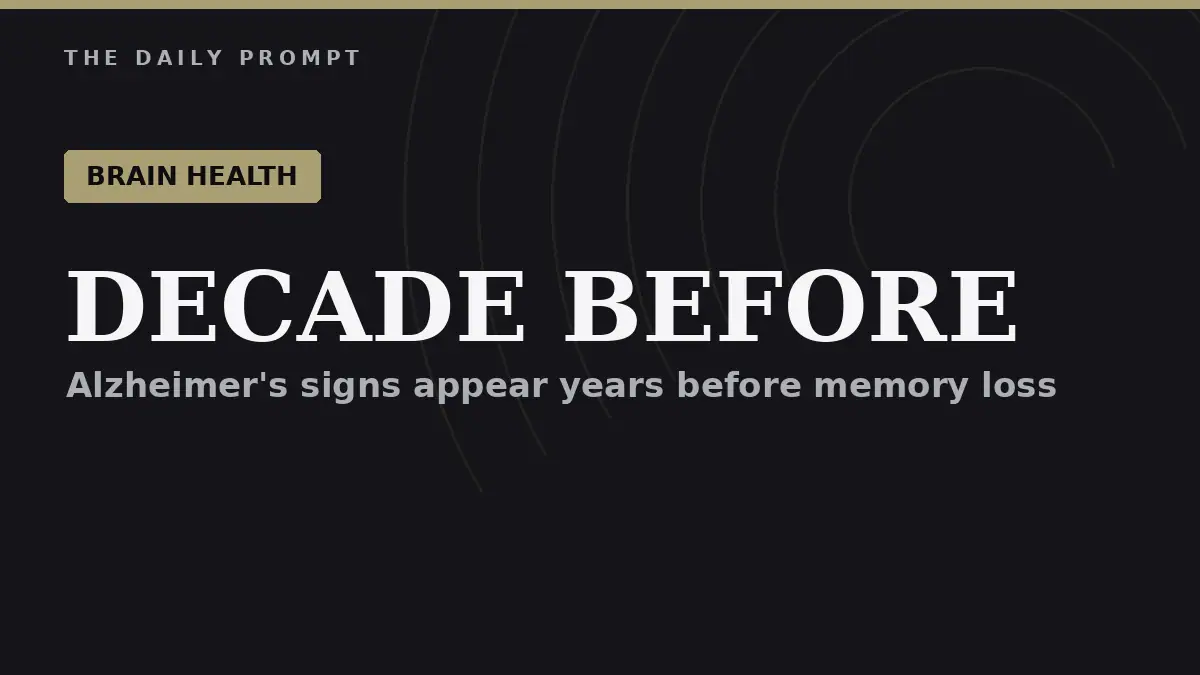 THE DAILY PROMPT
BRAIN HEALTH
DECADE BEFORE
Alzheimer's signs appear years before memory loss